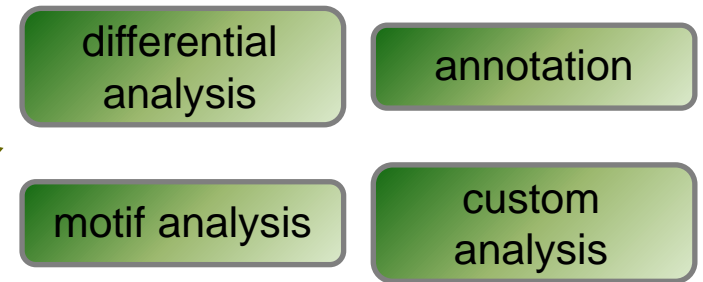 differential
analysis
annotation
motif analysis
custom
analysis